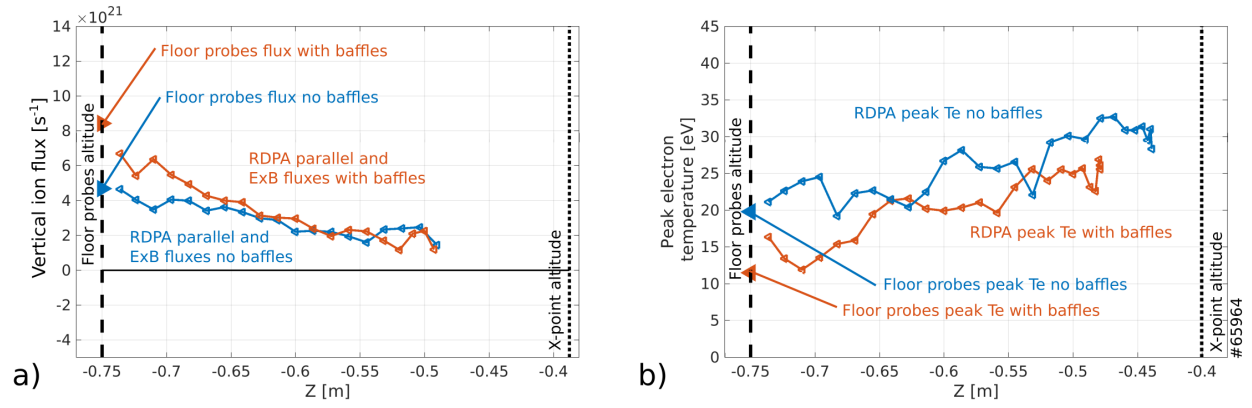 ×10²¹
14
12
10
8
6
4
2
0
-2
-4
Vertical ion flux [s⁻¹]
Floor probes altitude
Floor probes flux with baffles
Floor probes flux no baffles
RDPA parallel and
ExB fluxes with baffles
RDPA parallel and
ExB fluxes no baffles
X-point altitude
-0.75 -0.7 -0.65 -0.6 -0.55 -0.5 -0.45 -0.4
Z [m]
a)
45
40
35
30
25
20
15
10
5
0
Peak electron
temperature [eV]
Floor probes altitude
RDPA peak Te no baffles
RDPA peak Te with baffles
Floor probes peak Te no baffles
Floor probes peak Te with baffles
X-point altitude
#65964
-0.75 -0.7 -0.65 -0.6 -0.55 -0.5 -0.45 -0.4
Z [m]
b)